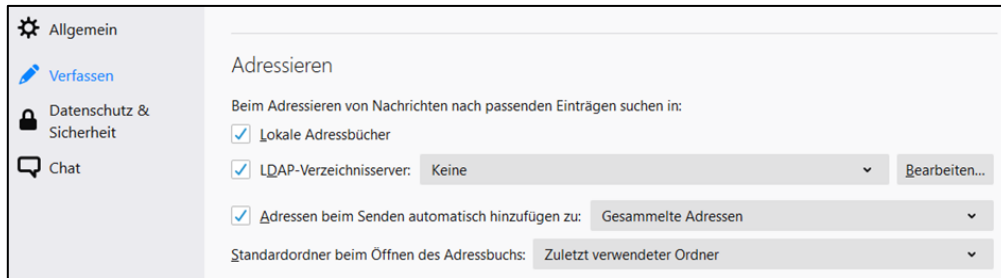 Allgemein
Verfassen
Datenschutz &
Sicherheit
Chat
Adressieren
Beim Adressieren von Nachrichten nach passenden Einträgen suchen in:
Lokale Adressbücher
LDAP-Verzeichnisserver: Keine Bearbeiten...
Adressen beim Senden automatisch hinzufügen zu: Gesammelte Adressen
Standardordner beim Öffnen des Adressbuchs: Zuletzt verwendeter Ordner